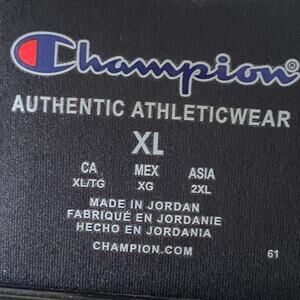 Champion®
AUTHENTIC ATHLETICWEAR
XL
CA MEX ASIA
XL/TG XG 2XL
MADE IN JORDAN
FABRIQUÉ EN JORDANIE
HECHO EN JORDANIA
CHAMPION.COM 61